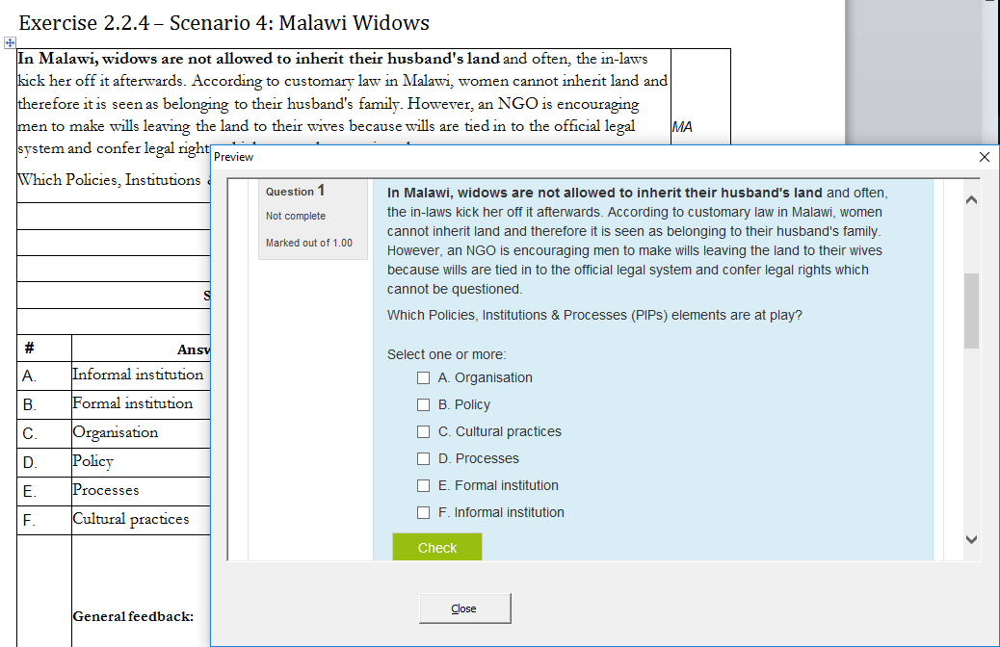 Exercise 2.2.4 – Scenario 4: Malawi Widows
In Malawi, widows are not allowed to inherit their husband's land and often, the in-laws
kick her off it afterwards. According to customary law in Malawi, women cannot inherit land and
therefore it is seen as belonging to their husband's family. However, an NGO is encouraging
men to make wills leaving the land to their wives because wills are tied in to the official legal
system and confer legal right
MA
Which Policies, Institutions
S
#
Answ
A.
Informal institution
B.
Formal institution
C.
Organisation
D.
Policy
E.
Processes
F.
Cultural practices
General feedback:
Preview
Question 1
Not complete
Marked out of 1.00
In Malawi, widows are not allowed to inherit their husband's land and often,
the in-laws kick her off it afterwards. According to customary law in Malawi, women
cannot inherit land and therefore it is seen as belonging to their husband's family.
However, an NGO is encouraging men to make wills leaving the land to their wives
because wills are tied in to the official legal system and confer legal rights which
cannot be questioned.
Which Policies, Institutions & Processes (PIPs) elements are at play?
Select one or more:
A. Organisation
B. Policy
C. Cultural practices
D. Processes
E. Formal institution
F. Informal institution
Check
Close